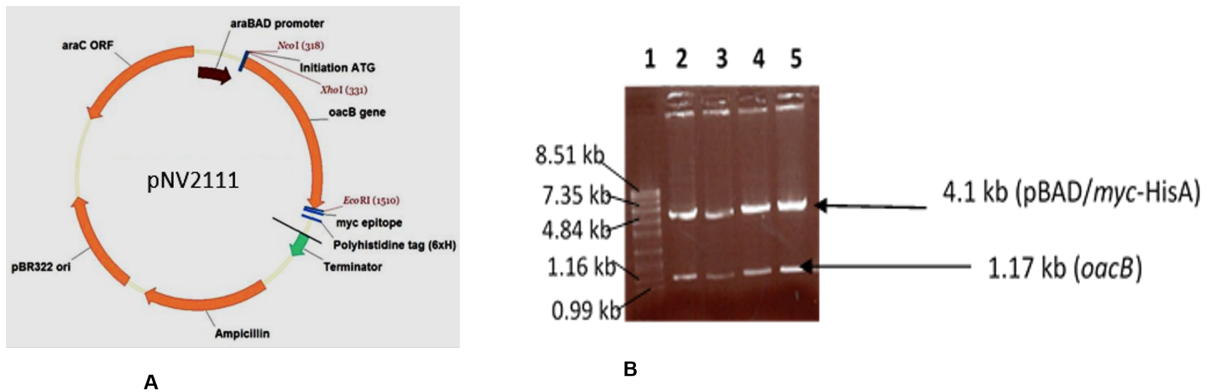 araBAD promoter
araC ORF
NcoI (318)
Initiation ATG
XhoI (331)
oacB gene
pNV2111
EcoRI (1510)
myc epitope
Polyhistidine tag (6xH)
Terminator
pBR322 ori
Ampicillin
A
1 2 3 4 5
8.51 kb
7.35 kb
4.84 kb
1.16 kb
0.99 kb
4.1 kb (pBAD/myc-HisA)
1.17 kb (oacB)
B